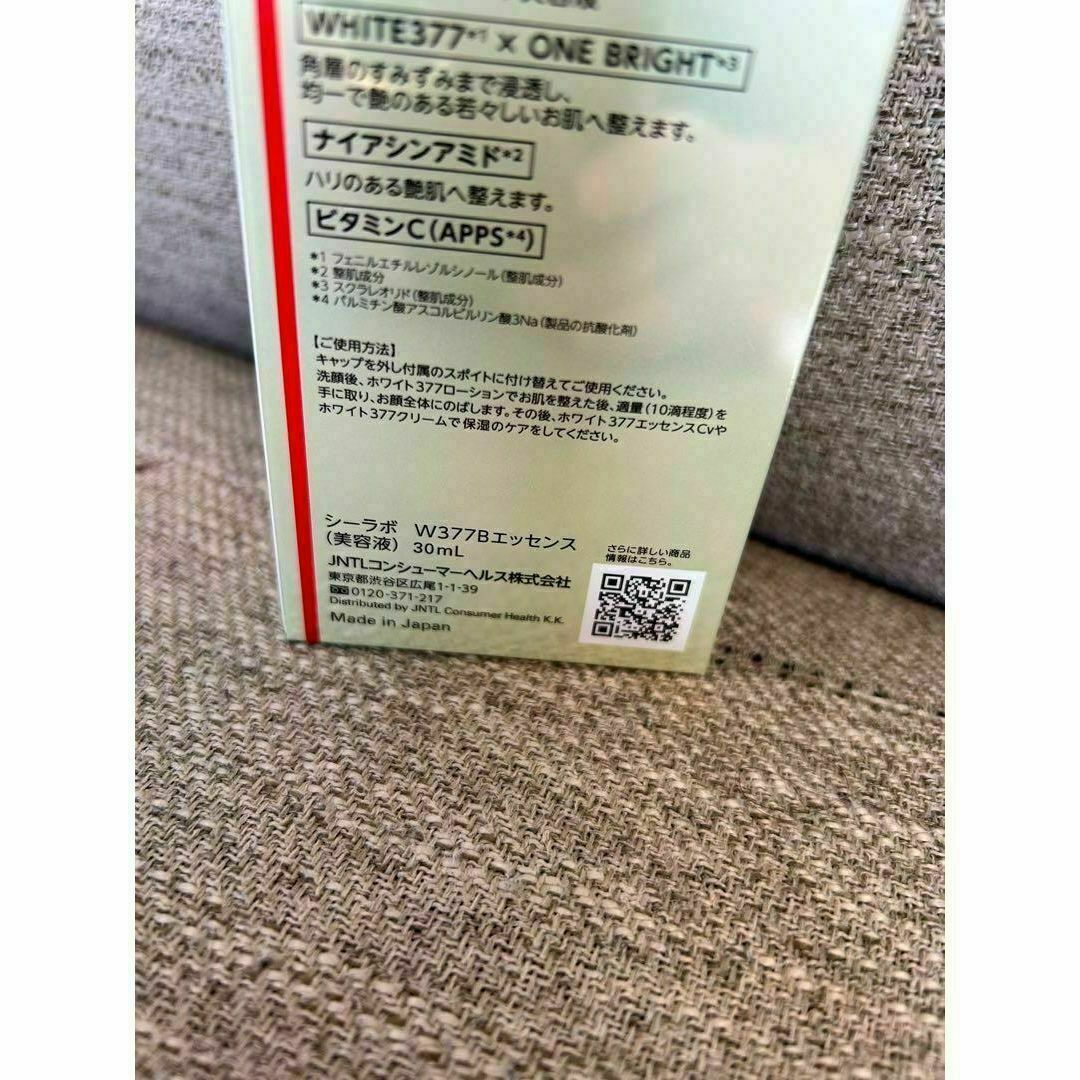 WHITE377*1 × ONE BRIGHT*3
角層のすみずみまで浸透し、
均一で艶のある若々しいお肌へ整えます。
ナイアシンアミド*2
ハリのある艶肌へ整えます。
ビタミンC(APPS*4)
*1 フェニルエチルレゾルシノール(整肌成分)
*2 整肌成分
*3 スクラレオリド(整肌成分)
*4 パルミチン酸アスコルビルリン酸3Na(製品の抗酸化剤)
【ご使用方法】
キャップを外し付属のスポイトに付け替えてご使用ください。
洗顔後、ホワイト377ローションでお肌を整えた後、適量(10滴程度)を
手に取り、お顔全体にのばします。その後、ホワイト377エッセンスCvや
ホワイト377クリームで保湿のケアをしてください。
シーラボ W377Bエッセンス
(美容液) 30mL
JNTLコンシューマーヘルス株式会社
東京都渋谷区広尾1-1-39
0120-371-217
Distributed by JNTL Consumer Health K.K.
Made in Japan
さらに詳しい商品
情報はこちら。